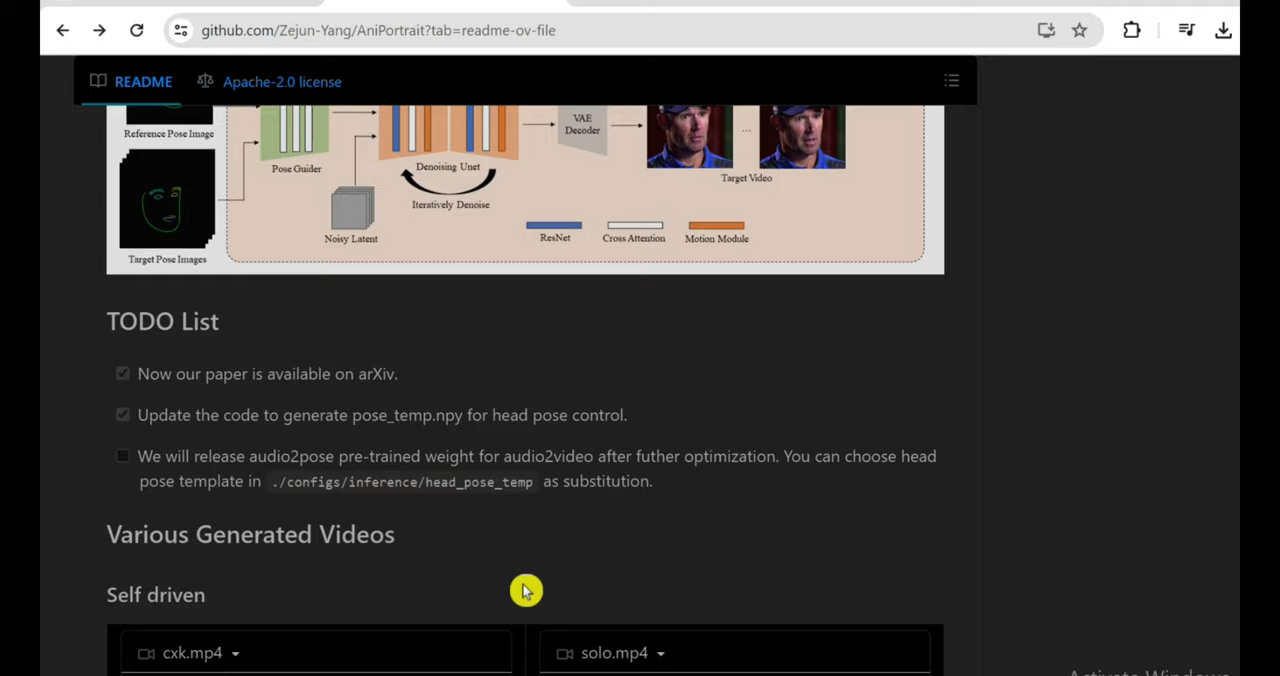 github.com/Zejun-Yang/AniPortrait?tab=readme-ov-file
README
Apache-2.0 license
Reference Pose Image
Pose Guider
Denoising Unet
VAE
Decoder
...
Target Video
Iteratively Denoise
Noisy Latent
ResNet
Cross Attention
Motion Module
Target Pose Images
TODO List
Now our paper is available on arXiv.
Update the code to generate pose_temp.npy for head pose control.
We will release audio2pose pre-trained weight for audio2video after futher optimization. You can choose head
pose template in ./configs/inference/head_pose_temp as substitution.
Various Generated Videos
Self driven
cxk.mp4
solo.mp4
Activate Windows